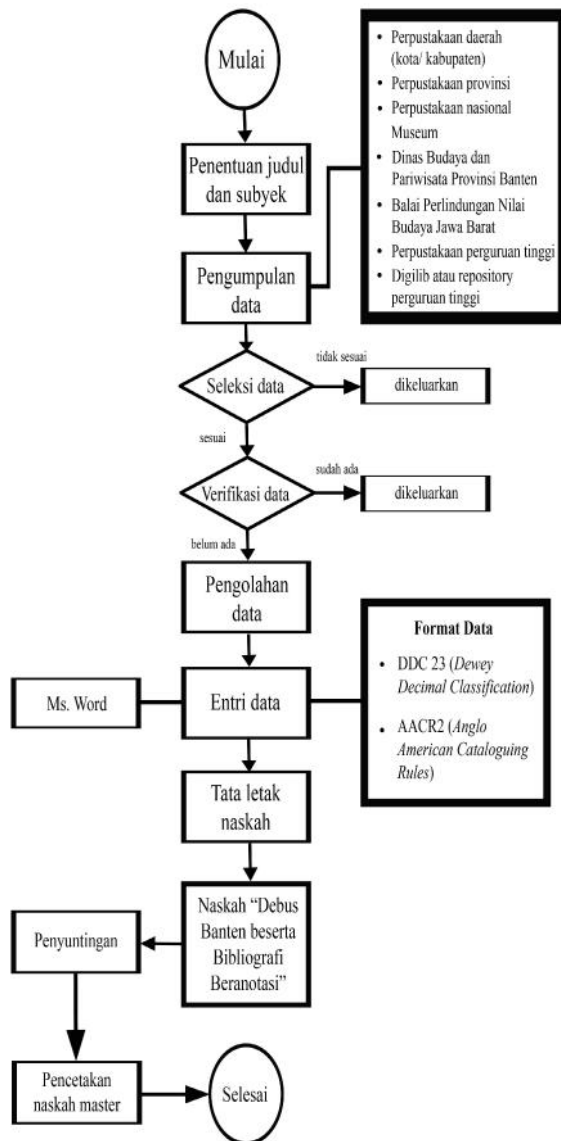 Mulai
Penentuan judul
dan subyek
Pengumpulan
data
• Perpustakaan daerah
(kota/ kabupaten)
• Perpustakaan provinsi
• Perpustakaan nasional
Museum
• Dinas Budaya dan
Pariwisata Provinsi Banten
• Balai Perlindungan Nilai
Budaya Jawa Barat
• Perpustakaan perguruan tinggi
• Digilib atau repository
perguruan tinggi
Seleksi data
tidak sesuai
dikeluarkan
sesuai
Verifikasi data
sudah ada
dikeluarkan
belum ada
Pengolahan
data
Ms. Word
Entri data
Format Data
• DDC 23 (Dewey
Decimal Classification)
• AACR2 (Anglo
American Cataloguing
Rules)
Tata letak
naskah
Naskah “Debus
Banten beserta
Bibliografi
Beranotasi”
Penyuntingan
Pencetakan
naskah master
Selesai